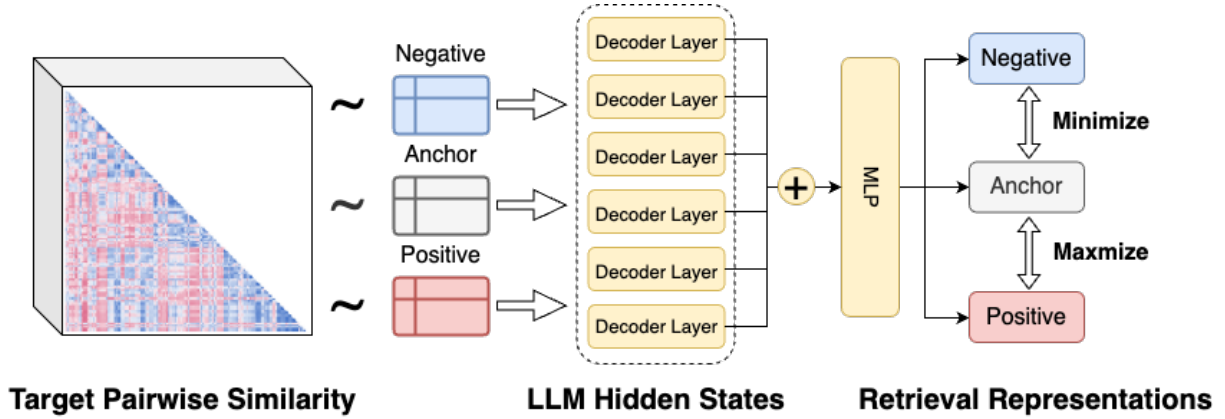 Negative
Anchor
Positive
Decoder Layer
Decoder Layer
Decoder Layer
Decoder Layer
Decoder Layer
Decoder Layer
+
MLP
Negative
Minimize
Anchor
Maxmize
Positive
Target Pairwise Similarity
LLM Hidden States
Retrieval Representations